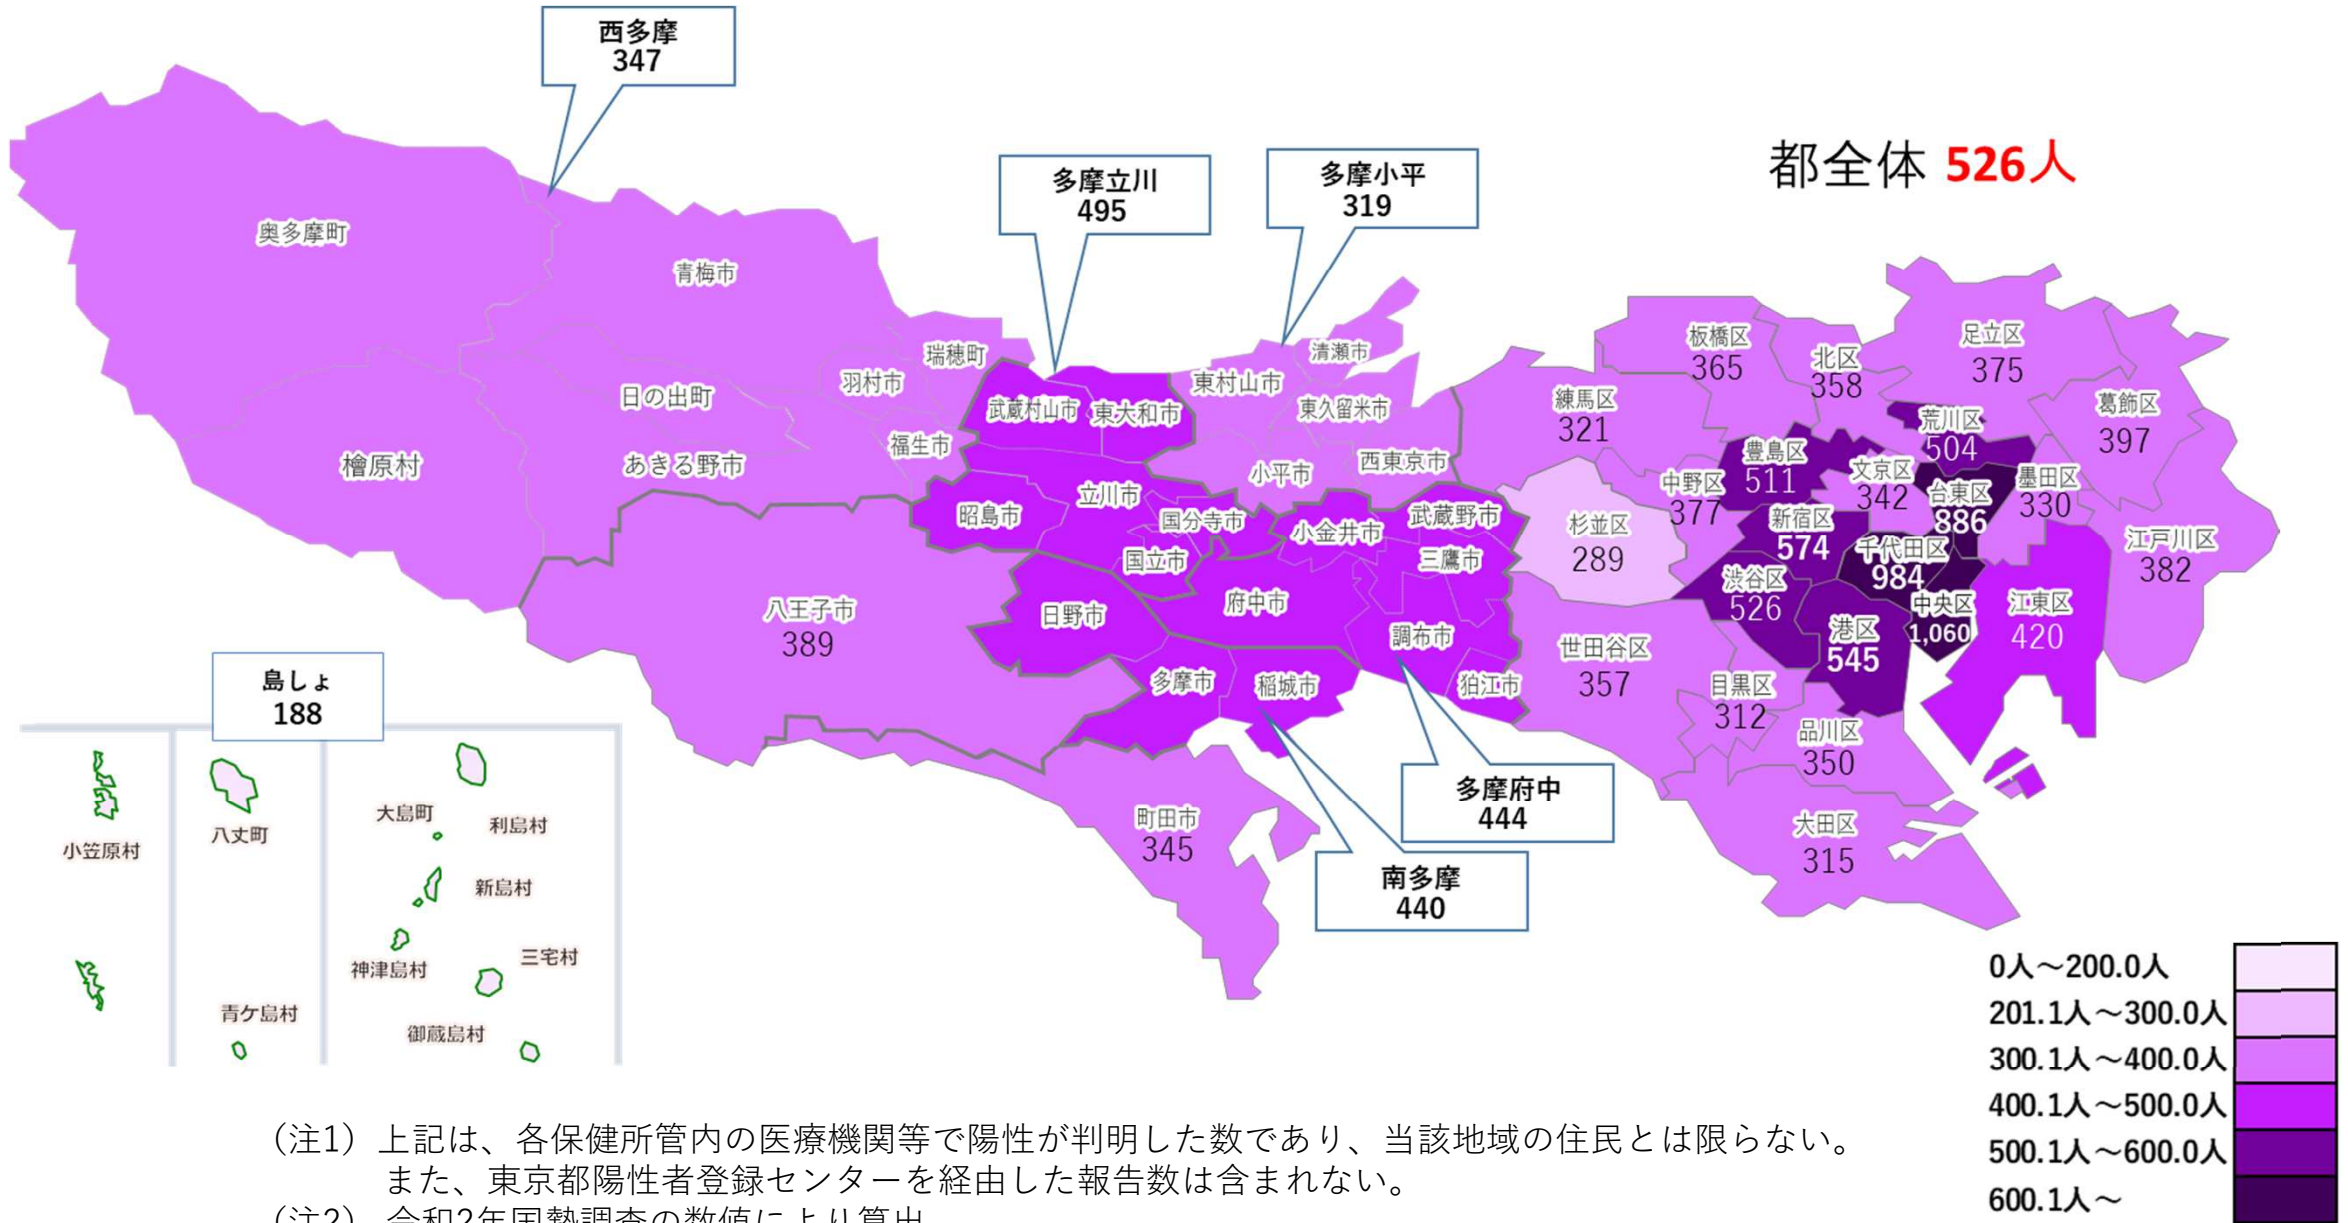 西多摩
347
多摩立川
495
多摩小平
319
都全体 526人
奥多摩町
青梅市
瑞穂町
羽村市
日の出町
福生市
あきる野市
檜原村
武蔵村山市
東大和市
東村山市
清瀬市
東久留米市
小平市
西東京市
昭島市
立川市
国分寺市
国立市
小金井市
武蔵野市
三鷹市
府中市
調布市
狛江市
日野市
多摩市
稲城市
八王子市
389
町田市
345
板橋区
365
北区
358
足立区
375
葛飾区
397
練馬区
321
荒川区
504
豊島区
511
文京区
342
台東区
886
墨田区
330
中野区
377
杉並区
289
新宿区
574
千代田区
984
江戸川区
382
渋谷区
526
中央区
1,060
江東区
420
港区
545
世田谷区
357
目黒区
312
品川区
350
大田区
315
多摩府中
444
南多摩
440
島しょ
188
小笠原村
八丈町
青ケ島村
大島町
利島村
新島村
神津島村
三宅村
御蔵島村
0人～200.0人
201.1人～300.0人
300.1人～400.0人
400.1人～500.0人
500.1人～600.0人
600.1人～
（注1）上記は、各保健所管内の医療機関等で陽性が判明した数であり、当該地域の住民とは限らない。
また、東京都陽性者登録センターを経由した報告数は含まれない。
（注2） 令和2年国勢調査の数値により算出